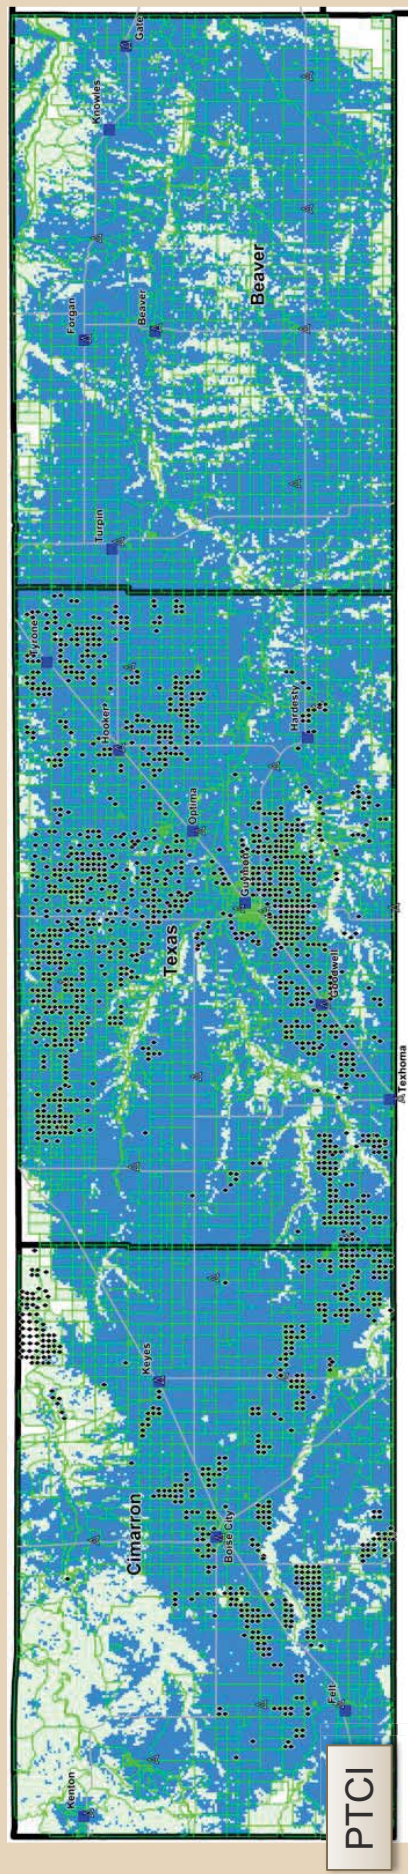 Kenton
Felt
Boise City
Cimarron
Keyes
Texhoma
Goodwell
Guymon
Texas
Optima
Hardesty
Hooker
Tyrone
Turpin
Forgan
Beaver
Beaver
Knowles
Gate
PTCI